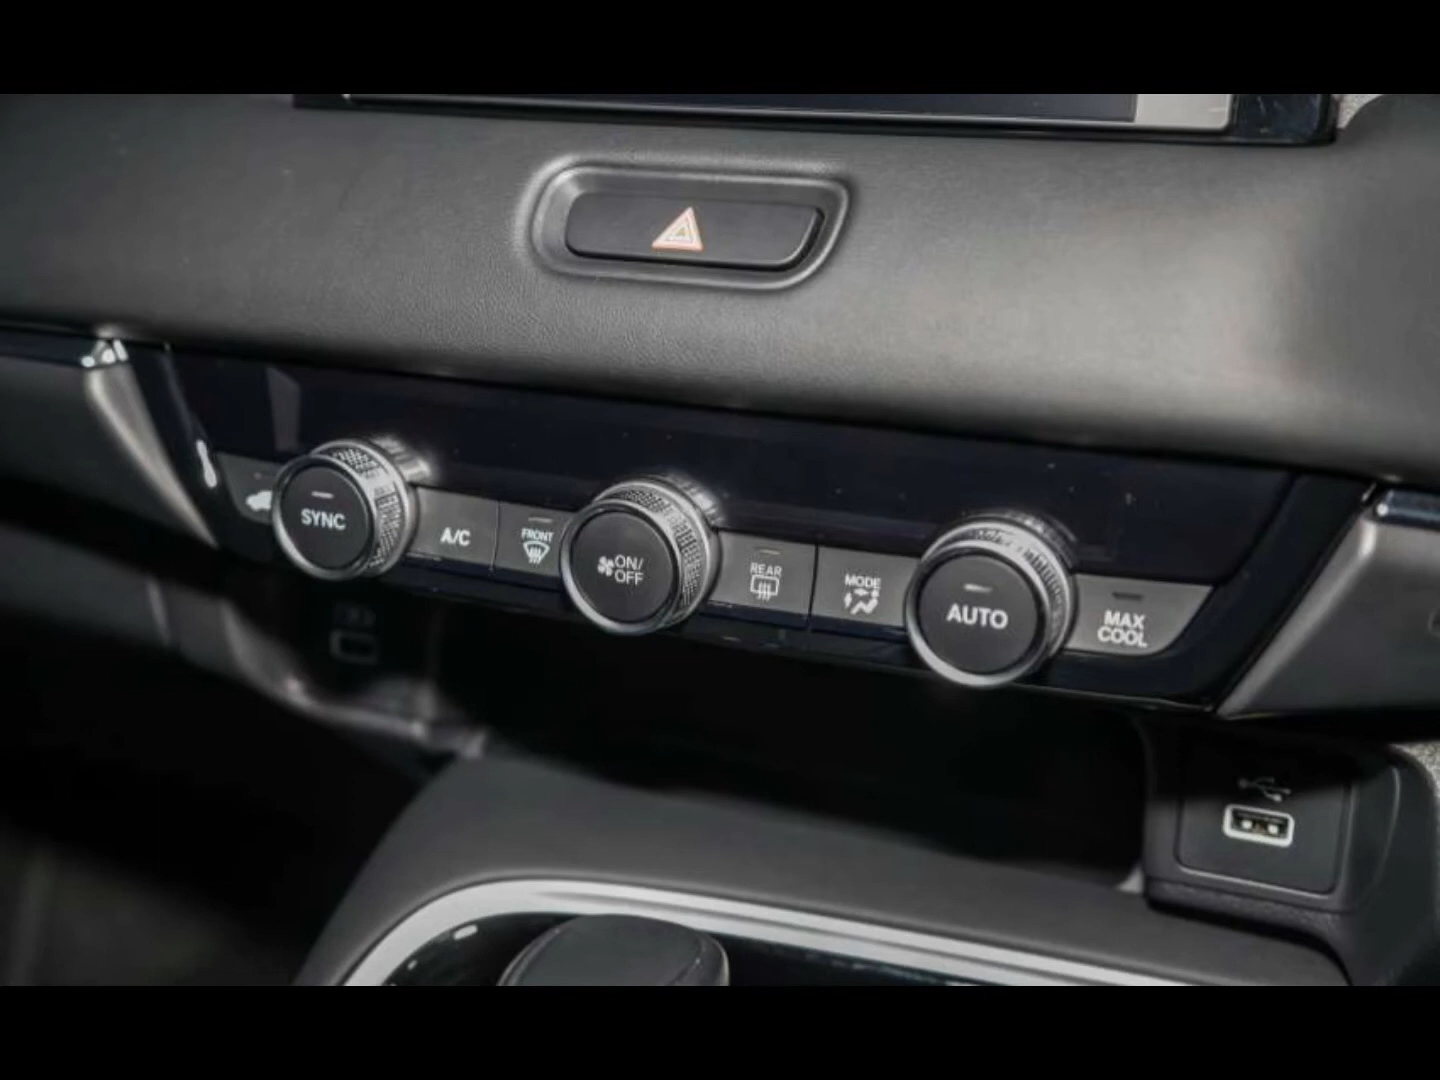 SYNC
A/C
FRONT
ON/
OFF
REAR
MODE
AUTO
MAX
COOL